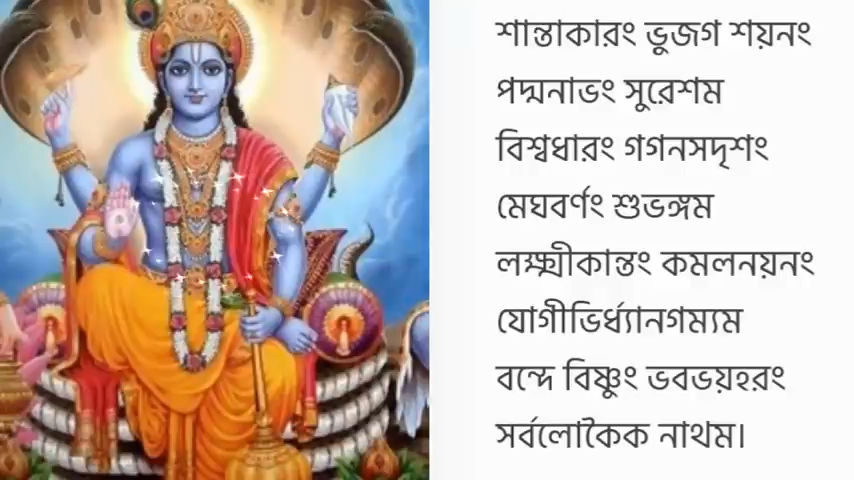 শান্তাকারং ভুজগ শয়নং
পদ্মনাভং সুরেশম
বিশ্বধারং গগনসদৃশং
মেঘবর্ণং শুভঙ্গম
লক্ষ্মীকান্তং কমলনয়নং
যোগীভির্ধ্যানগম্যম
বন্দে বিষ্ণুং ভবভয়হরং
সর্বলোকৈক নাথম।